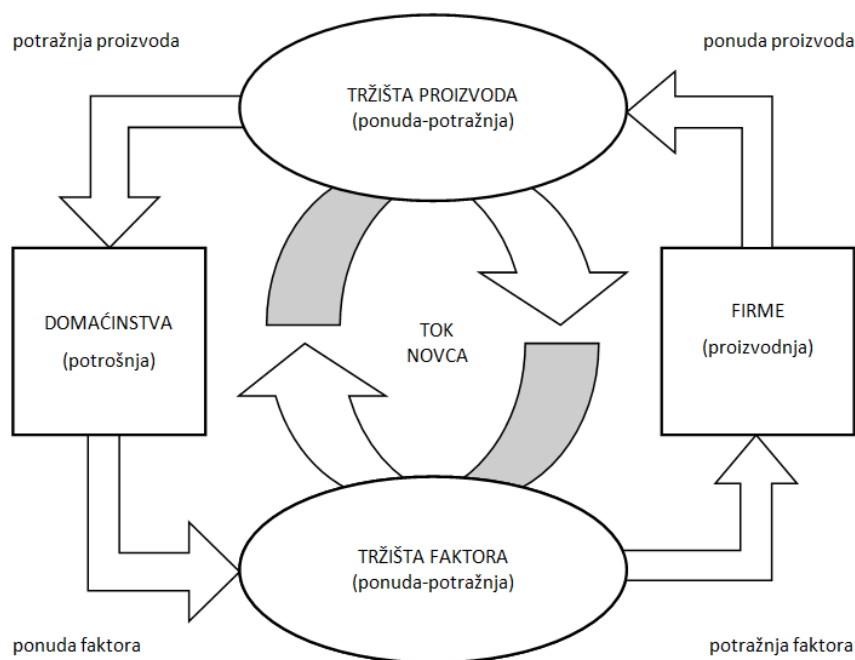 potražnja proizvoda
ponuda proizvoda
TRŽIŠTA PROIZVODA
(ponuda-potražnja)
DOMAĆINSTVA
(potrošnja)
TOK
NOVCA
FIRME
(proizvodnja)
TRŽIŠTA FAKTORA
(ponuda-potražnja)
ponuda faktora
potražnja faktora